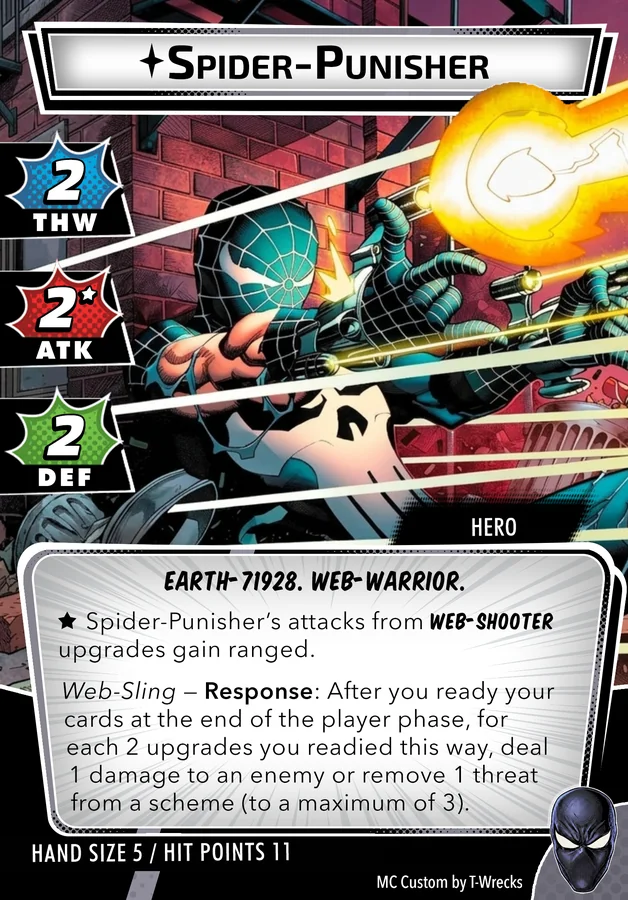 SPIDER-PUNISHER
2
THW
2
ATK
2
DEF
HERO
EARTH-71928. WEB-WARRIOR.
★ Spider-Punisher's attacks from WEB-SHOOTER
upgrades gain ranged.
Web-Sling — Response: After you ready your
cards at the end of the player phase, for
each 2 upgrades you readied this way, deal
1 damage to an enemy or remove 1 threat
from a scheme (to a maximum of 3).
HAND SIZE 5 / HIT POINTS 11
MC Custom by T-Wrecks